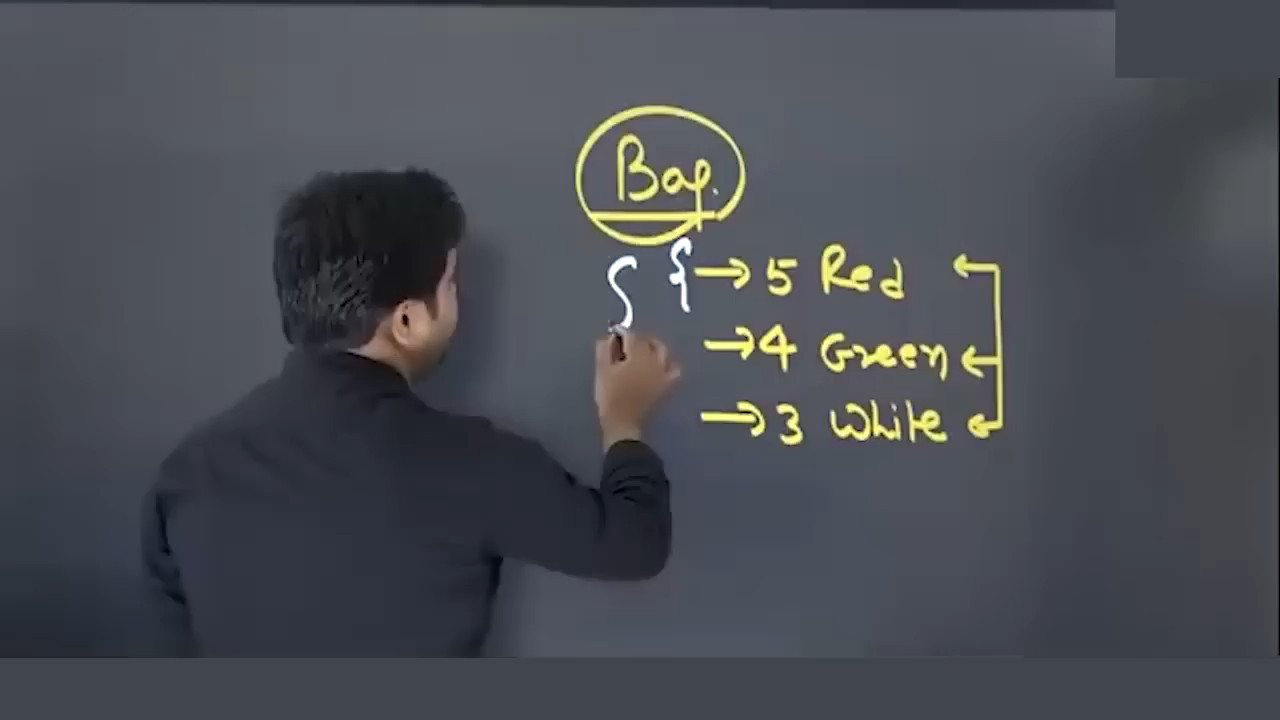 Bag.
{ → 5 Red
→ 4 Green
→ 3 White